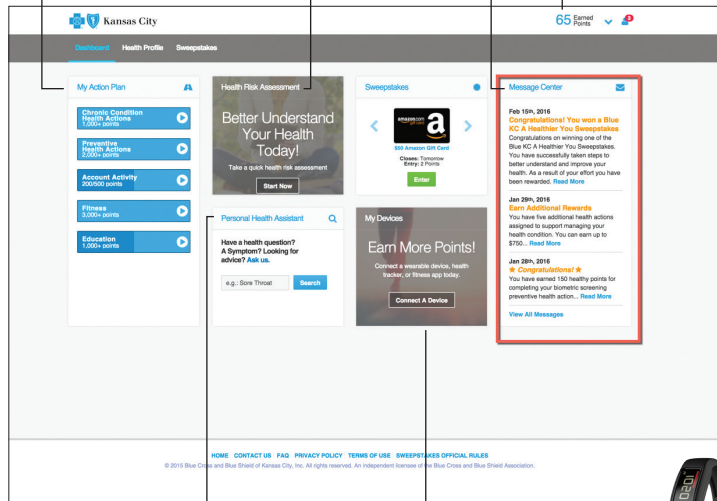 Kansas City
65 Earned Points
8
Dashboard Health Profile Sweepstakes
My Action Plan
Chronic Condition
Health Actions
1,000+ points
Preventive
Health Actions
2,000+ points
Account Activity
200/500 points
Fitness
3,000+ points
Education
1,000+ points
Health Risk Assessment
Better Understand
Your Health
Today!
Take a quick health risk assessment
Start Now
Sweepstakes
amazon.com
gift card
a
$50 Amazon Gift Card
Closes: Tomorrow
Entry: 2 Points
Enter
Message Center
Feb 15th, 2016
Congratulations! You won a Blue
KC A Healthier You Sweepstakes
Congratulations on winning one of the
Blue KC A Healthier You Sweepstakes.
You have successfully taken steps to
better understand and improve your
health. As a result of your effort you have
been rewarded. Read More
Jan 29th, 2016
Earn Additional Rewards
You have five additional health actions
assigned to support managing your
health condition. You can earn up to
$750... Read More
Jan 28th, 2016
★ Congratulations! ★
You have earned 150 healthy points for
completing your biometric screening
preventive health action... Read More
View All Messages
Personal Health Assistant
Have a health question?
A Symptom? Looking for
advice? Ask us.
e.g.: Sore Throat Search
My Devices
Earn More Points!
Connect a wearable device, health
tracker, or fitness app today.
Connect A Device
HOME CONTACT US FAQ PRIVACY POLICY TERMS OF USE SWEEPSTAKES OFFICIAL RULES
© 2015 Blue Cross and Blue Shield of Kansas City, Inc. All rights reserved. An independent licensee of the Blue Cross and Blue Shield Association.